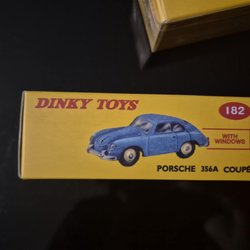 DINKY TOYS
182
WITH
WINDOWS
PORSCHE 356A COUPÉ